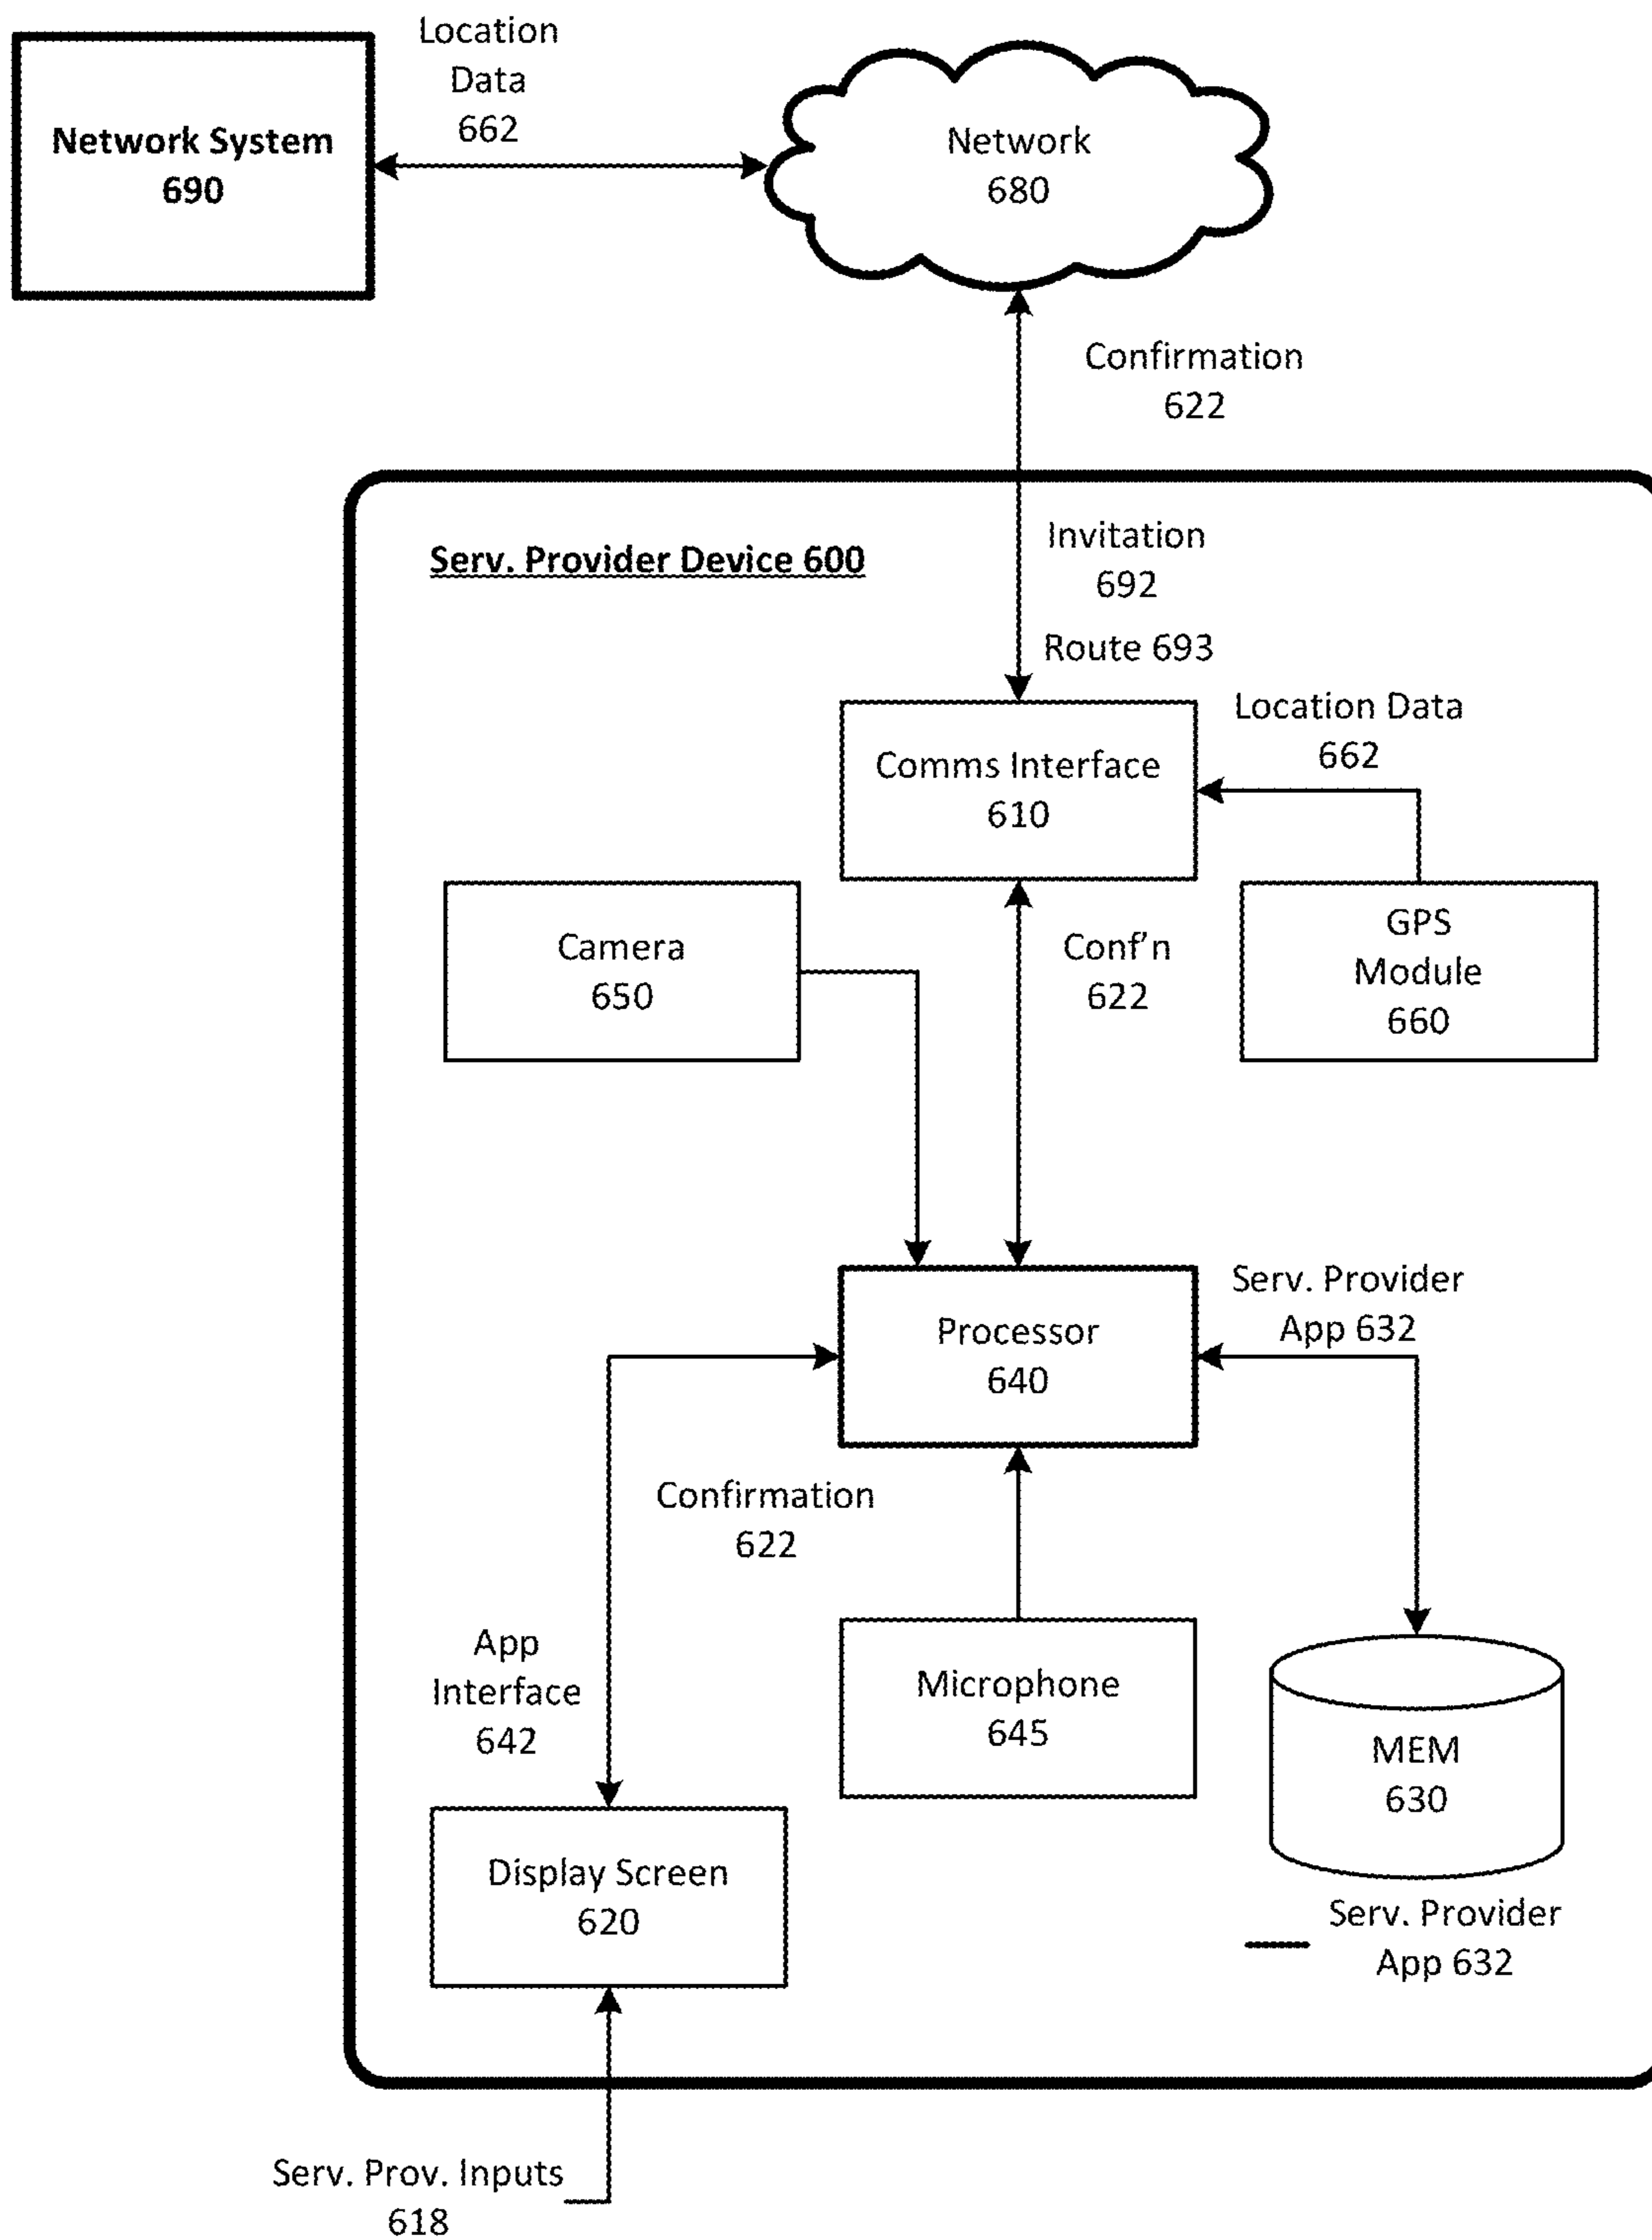 Location
Data
662
Network System
690
Network
680
Confirmation
622
Serv. Provider Device 600
Invitation
692
Route 693
Location Data
662
Comms Interface
610
Camera
650
Conf'n
622
GPS
Module
660
Serv. Provider
App 632
Processor
640
Confirmation
622
App
Interface
642
Microphone
645
MEM
630
Display Screen
620
Serv. Provider
App 632
Serv. Prov. Inputs
618